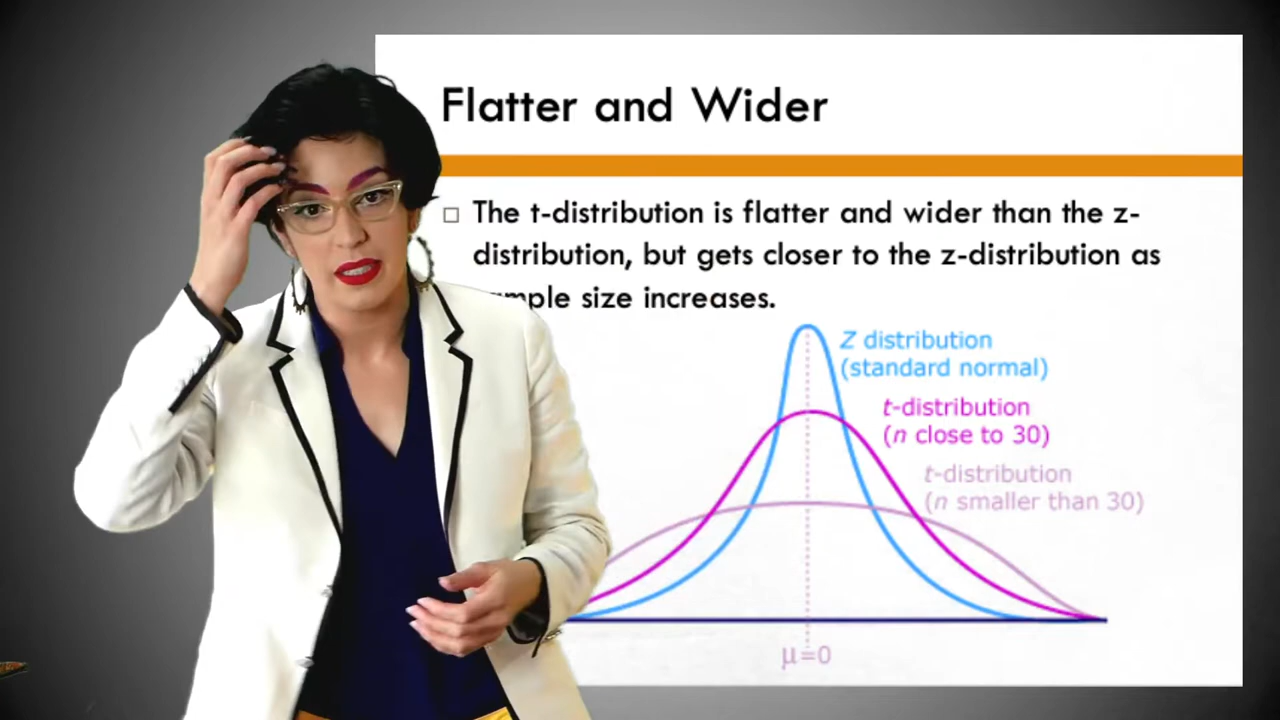 Flatter and Wider
The t-distribution is flatter and wider than the z-
distribution, but gets closer to the z-distribution as
size increases.
Z distribution
(standard normal)
t-distribution
(n close to 30)
t-distribution
(n smaller than 30)
μ=0